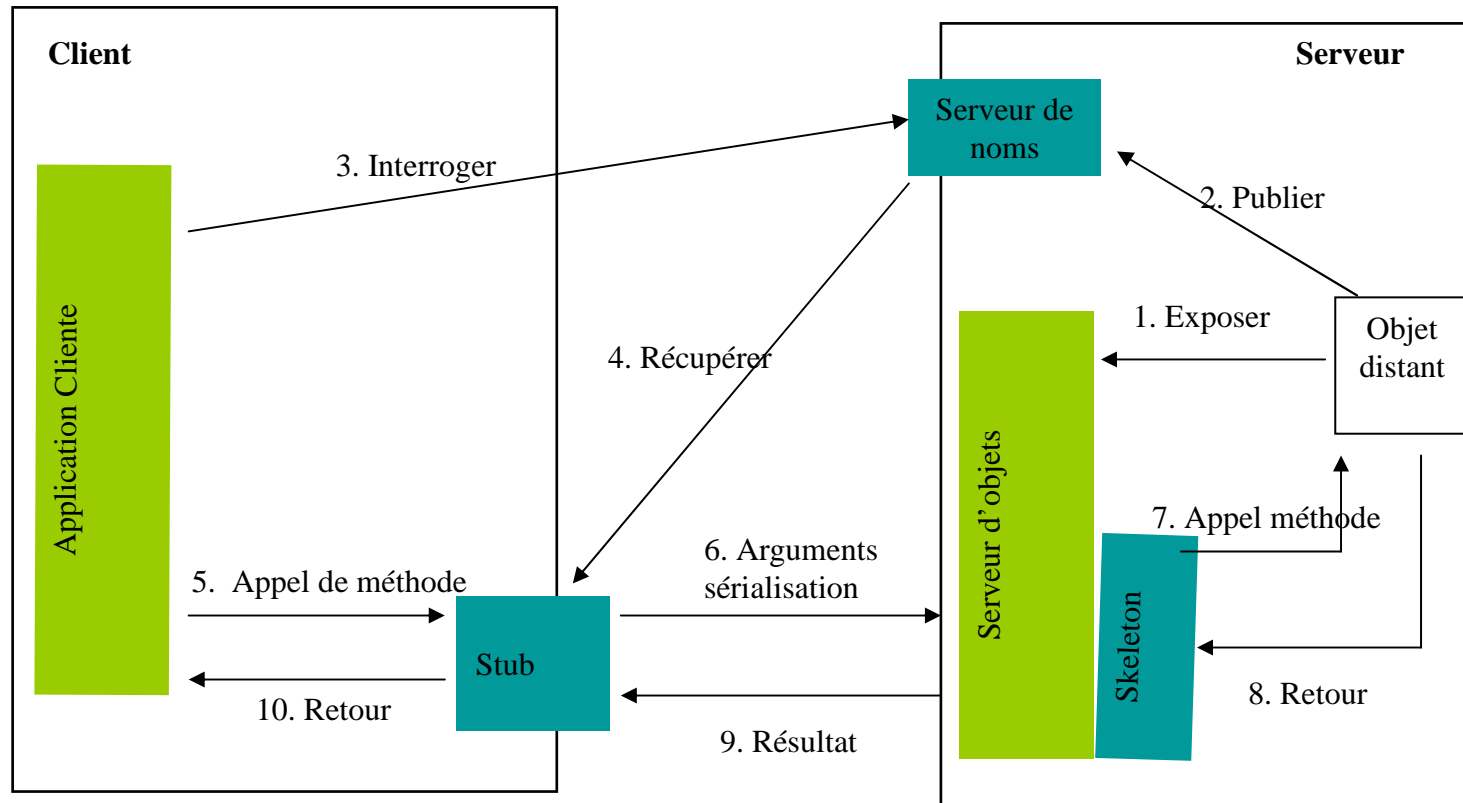 Client
Serveur
Serveur de
noms
3. Interroger
2. Publier
1. Exposer
Objet
distant
4. Récupérer
Application Cliente
Serveur d’objets
7. Appel méthode
6. Arguments
sérialisation
5.  Appel de méthode
Stub
Skeleton
8. Retour
10. Retour
9. Résultat